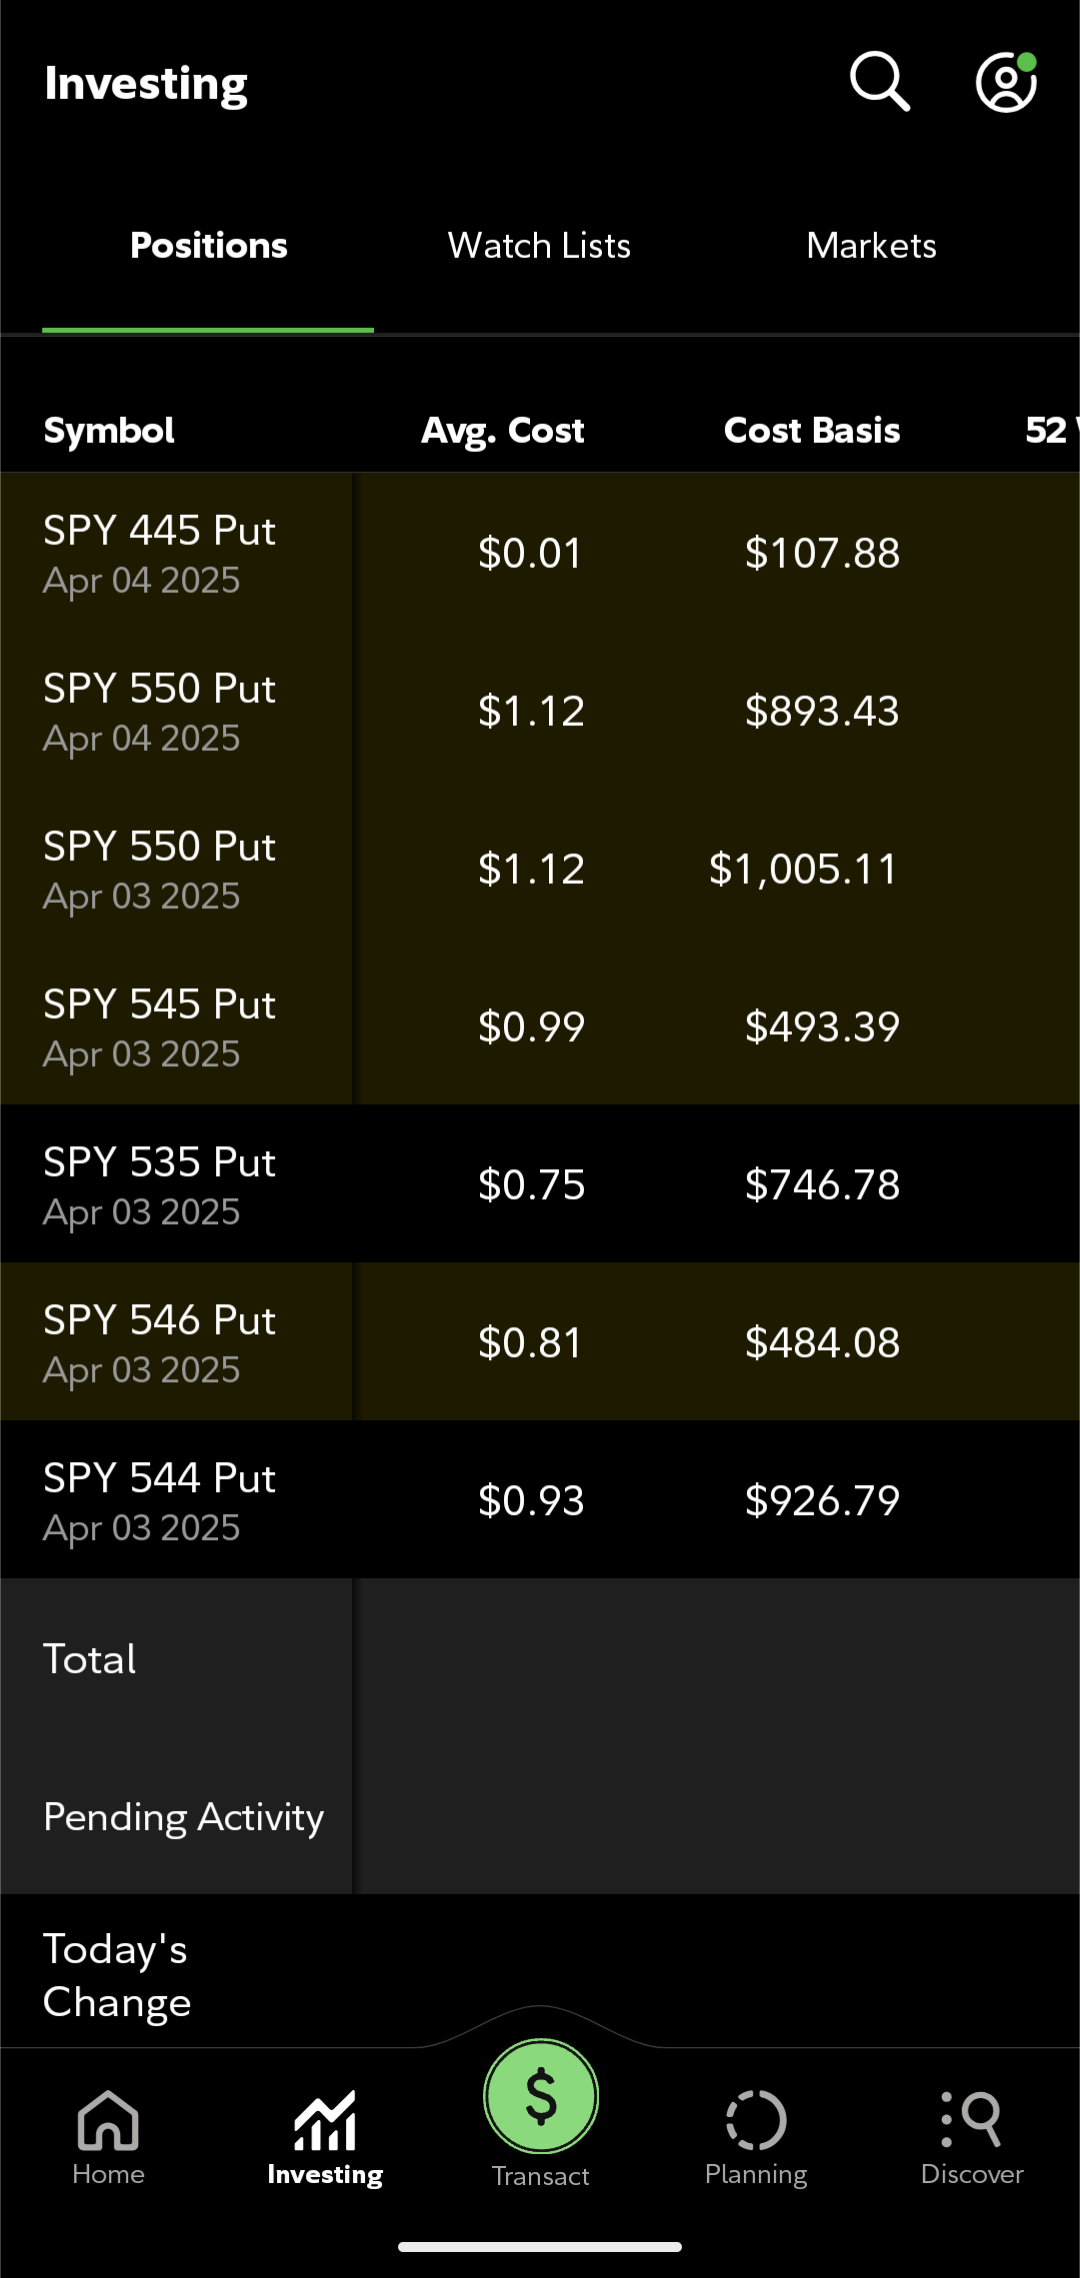 Investing
Positions Watch Lists Markets
Symbol Avg. Cost Cost Basis 52
SPY 445 Put
Apr 04 2025
$0.01 $107.88
SPY 550 Put
Apr 04 2025
$1.12 $893.43
SPY 550 Put
Apr 03 2025
$1.12 $1,005.11
SPY 545 Put
Apr 03 2025
$0.99 $493.39
SPY 535 Put
Apr 03 2025
$0.75 $746.78
SPY 546 Put
Apr 03 2025
$0.81 $484.08
SPY 544 Put
Apr 03 2025
$0.93 $926.79
Total
Pending Activity
Today's
Change
$
Home Investing Transact Planning Discover